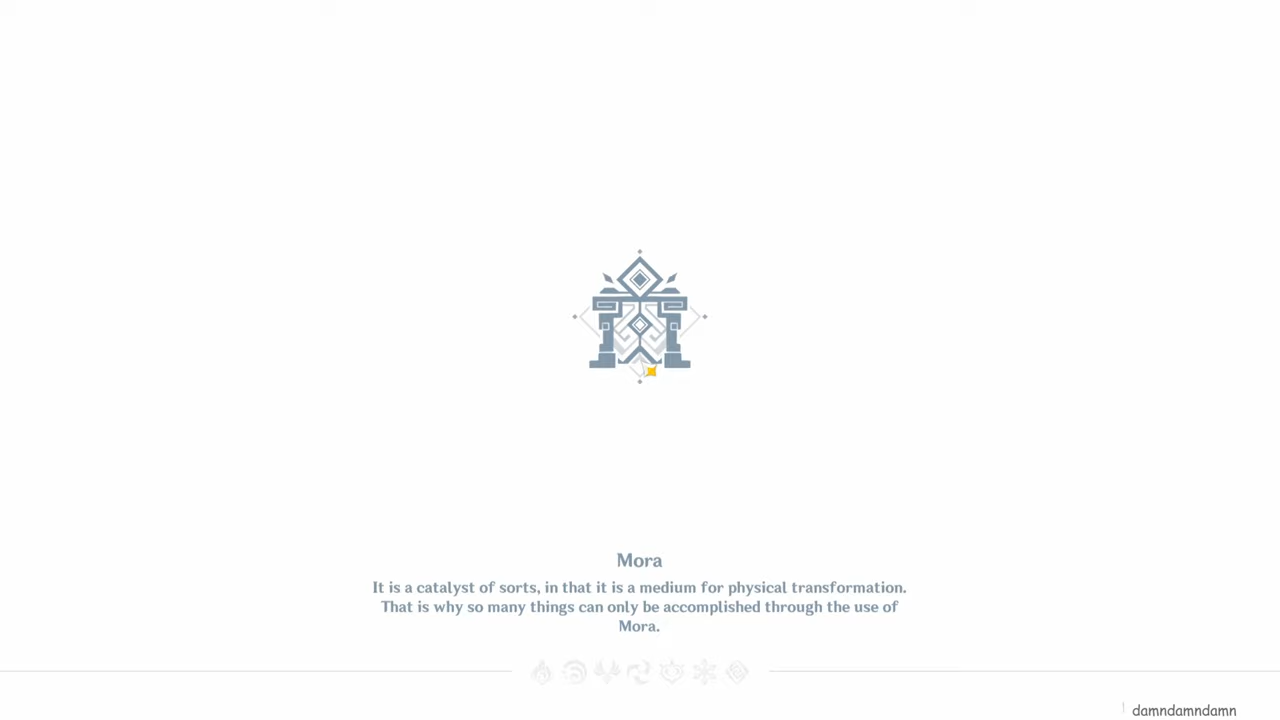 Mora
It is a catalyst of sorts, in that it is a medium for physical transformation.
That is why so many things can only be accomplished through the use of
Mora.
damndamndamn